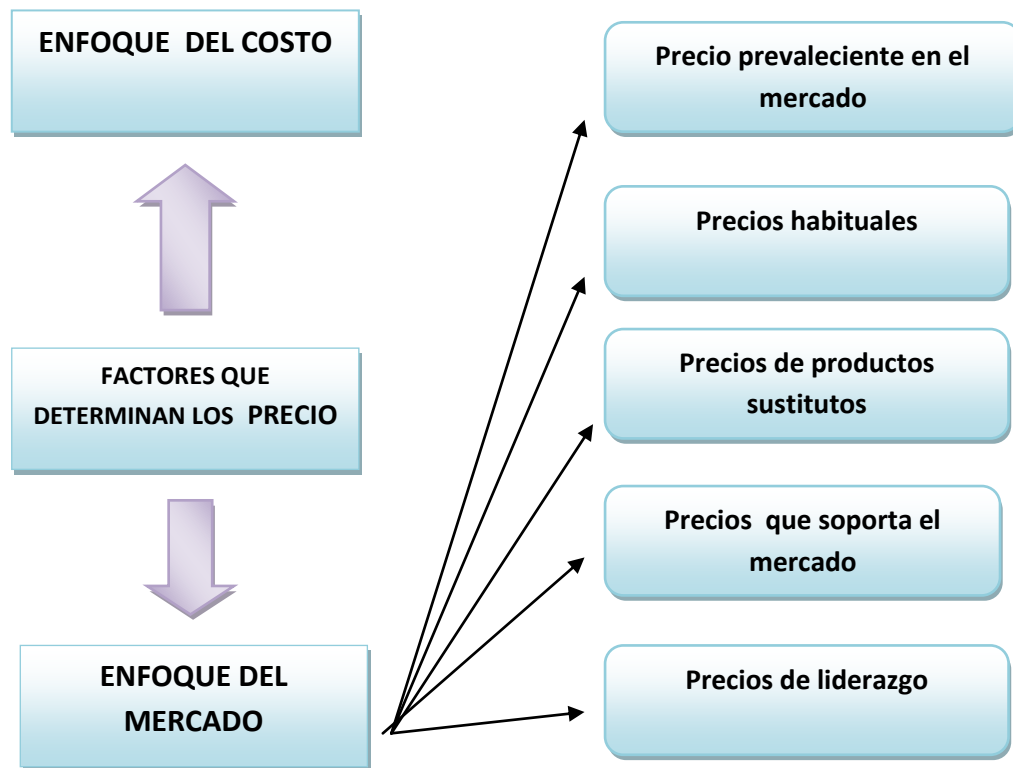 ENFOQUE DEL COSTO
FACTORES QUE
DETERMINAN LOS PRECIO
ENFOQUE DEL
MERCADO
Precio prevaleciente en el
mercado
Precios habituales
Precios de productos
sustitutos
Precios que soporta el
mercado
Precios de liderazgo